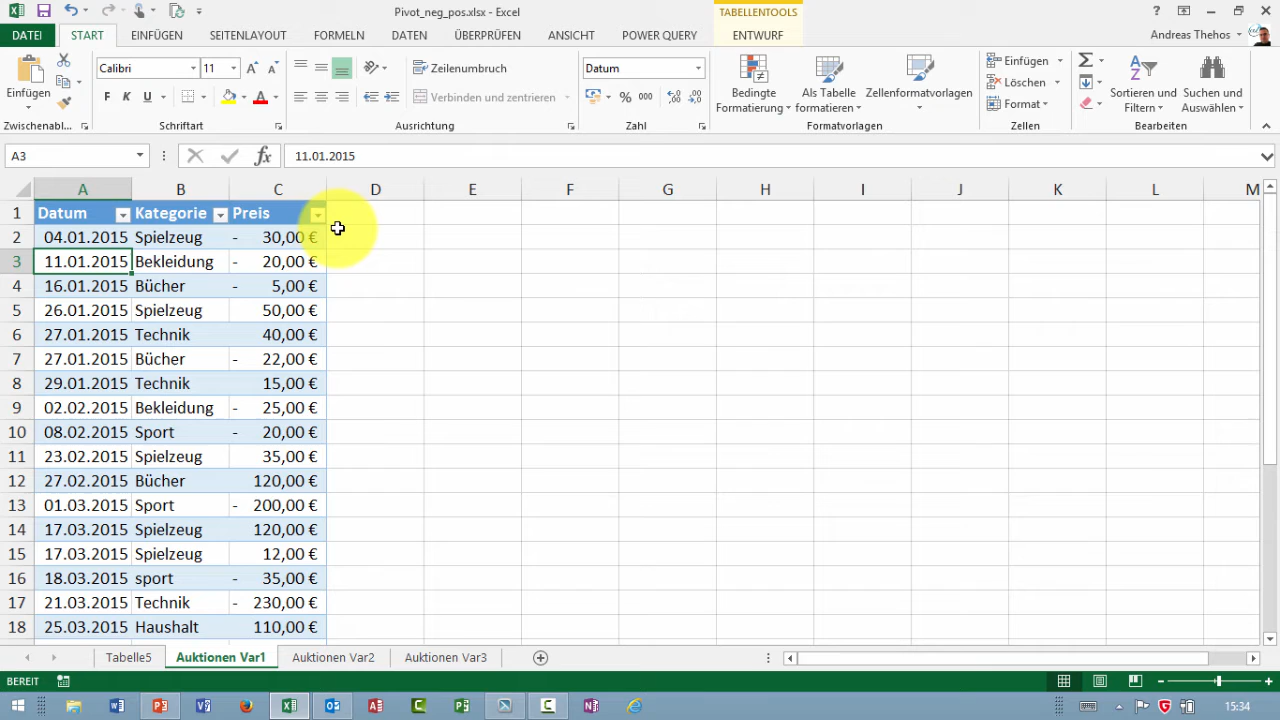 Pivot_neg_pos.xlsx - Excel
TABELLENTOOLS
DATEI START EINFÜGEN SEITENLAYOUT FORMELN DATEN ÜBERPRÜFEN ANSICHT POWER QUERY ENTWURF Andreas Thehos
Calibri 11 Zeilenumbruch Datum Einfügen
Einfügen F K U Verbinden und zentrieren % 000 Bedingte Formatierung Als Tabelle formatieren Zellenformatvorlagen Löschen Format Sortieren und Filtern Suchen und Auswählen
Zwischenabl... Schriftart Ausrichtung Zahl Formatvorlagen Zellen Bearbeiten
A3 fx 11.01.2015
A B C D E F G H I J K L M
1 Datum Kategorie Preis
2 04.01.2015 Spielzeug - 30,00 €
3 11.01.2015 Bekleidung - 20,00 €
4 16.01.2015 Bücher - 5,00 €
5 26.01.2015 Spielzeug 50,00 €
6 27.01.2015 Technik 40,00 €
7 27.01.2015 Bücher - 22,00 €
8 29.01.2015 Technik 15,00 €
9 02.02.2015 Bekleidung - 25,00 €
10 08.02.2015 Sport - 20,00 €
11 23.02.2015 Spielzeug 35,00 €
12 27.02.2015 Bücher 120,00 €
13 01.03.2015 Sport - 200,00 €
14 17.03.2015 Spielzeug 120,00 €
15 17.03.2015 Spielzeug 12,00 €
16 18.03.2015 sport - 35,00 €
17 21.03.2015 Technik - 230,00 €
18 25.03.2015 Haushalt 110,00 €
Tabelle5 Auktionen Var1 Auktionen Var2 Auktionen Var3
BEREIT
15:34